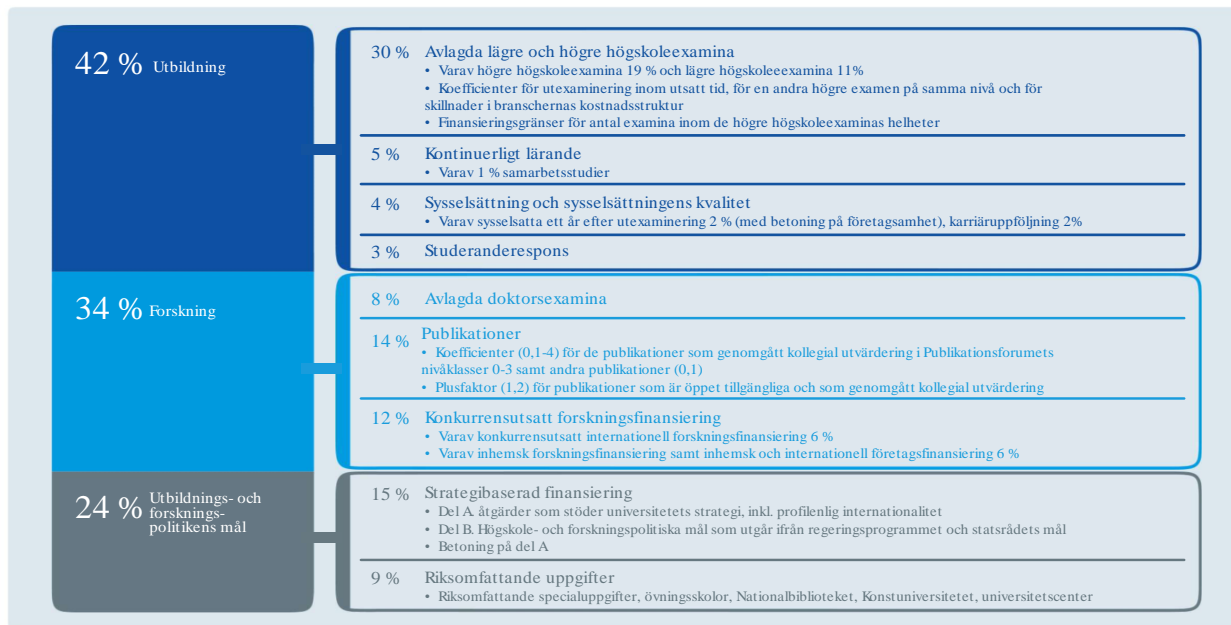 42 % Utbildning
30 % Avlagda lägre och högre högskoleexamina
• Varav högre högskoleexamina 19 % och lägre högskoleeexamina 11%
• Koefficienter för utexaminering inom utsatt tid, för en andra högre examen på samma nivå och för
skillnader i branschernas kostnadsstruktur
• Finansieringsgränser för antal examina inom de högre högskoleexaminas helheter
5 % Kontinuerligt lärande
• Varav 1 % samarbetsstudier
4 % Sysselsättning och sysselsättningens kvalitet
• Varav sysselsatta ett år efter utexaminering 2 % (med betoning på företagsamhet), karriäruppföljning 2%
3 % Studeranderespons
34 % Forskning
8 % Avlagda doktorsexamina
14 % Publikationer
• Koefficienter (0,1-4) för de publikationer som genomgått kollegial utvärdering i Publikationsforumets
nivåklasser 0-3 samt andra publikationer (0,1)
• Plusfaktor (1,2) för publikationer som är öppet tillgängliga och som genomgått kollegial utvärdering
12 % Konkurrensutsatt forskningsfinansiering
• Varav konkurrensutsatt internationell forskningsfinansiering 6 %
• Varav inhemsk forskningsfinansiering samt inhemsk och internationell företagsfinansiering 6 %
24 % Utbildnings- och
forsknings-
politikens mål
15 % Strategibaserad finansiering
• Del A. åtgärder som stöder universitetets strategi, inkl. profilenlig internationalitet
• Del B. Högskole- och forskningspolitiska mål som utgår ifrån regeringsprogrammet och statsrådets mål
• Betoning på del A
9 % Riksomfattande uppgifter
• Riksomfattande specialuppgifter, övningsskolor, Nationalbiblioteket, Konstuniversitetet, universitetscenter